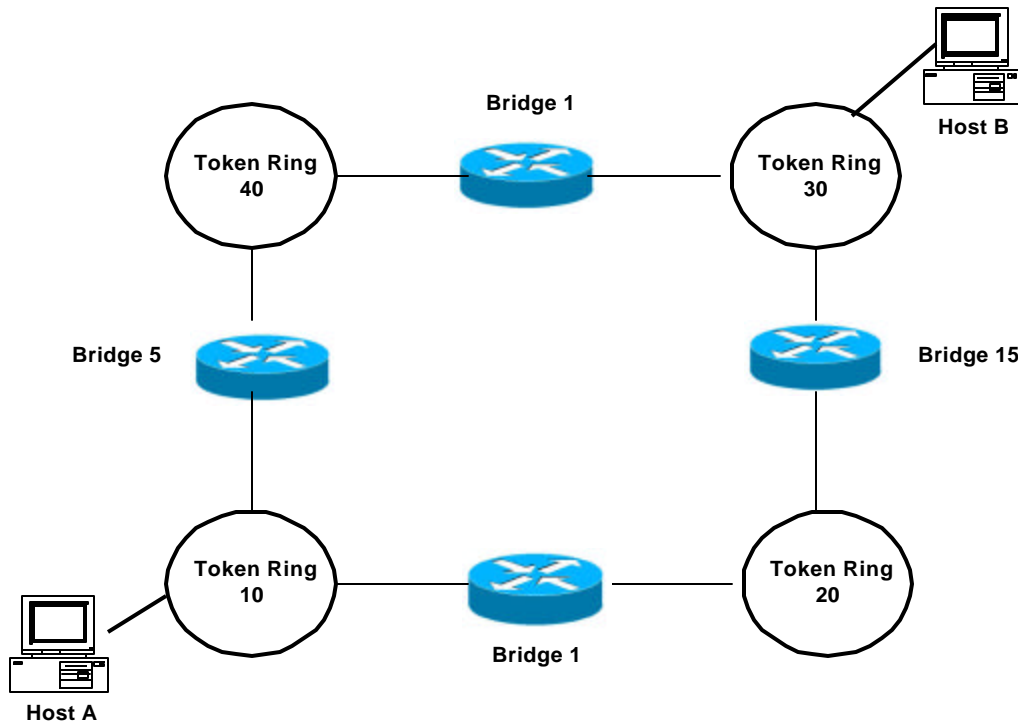 Bridge 1
Host B
Token Ring
40
Token Ring
30
Bridge 5
Bridge 15
Token Ring
10
Token Ring
20
Bridge 1
Host A